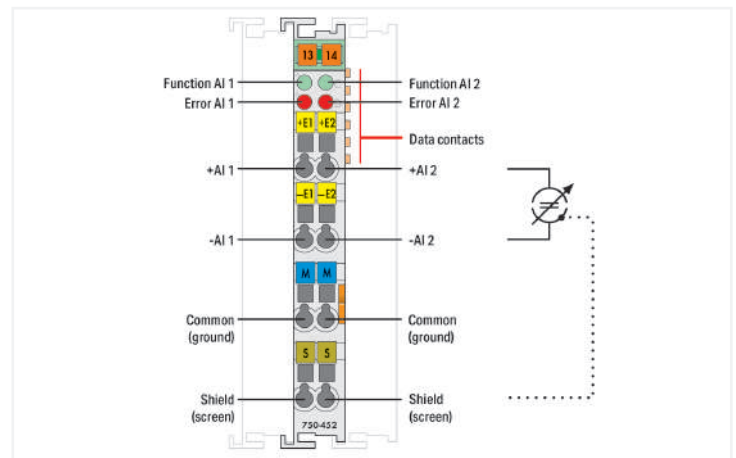 13 14
Function AI 1
Function AI 2
Error AI 1
Error AI 2
+E1 +E2
Data contacts
+AI 1
+AI 2
–E1 –E2
-AI 1
-AI 2
M M
Common
(ground)
Common
(ground)
S S
Shield
(screen)
Shield
(screen)
750-452